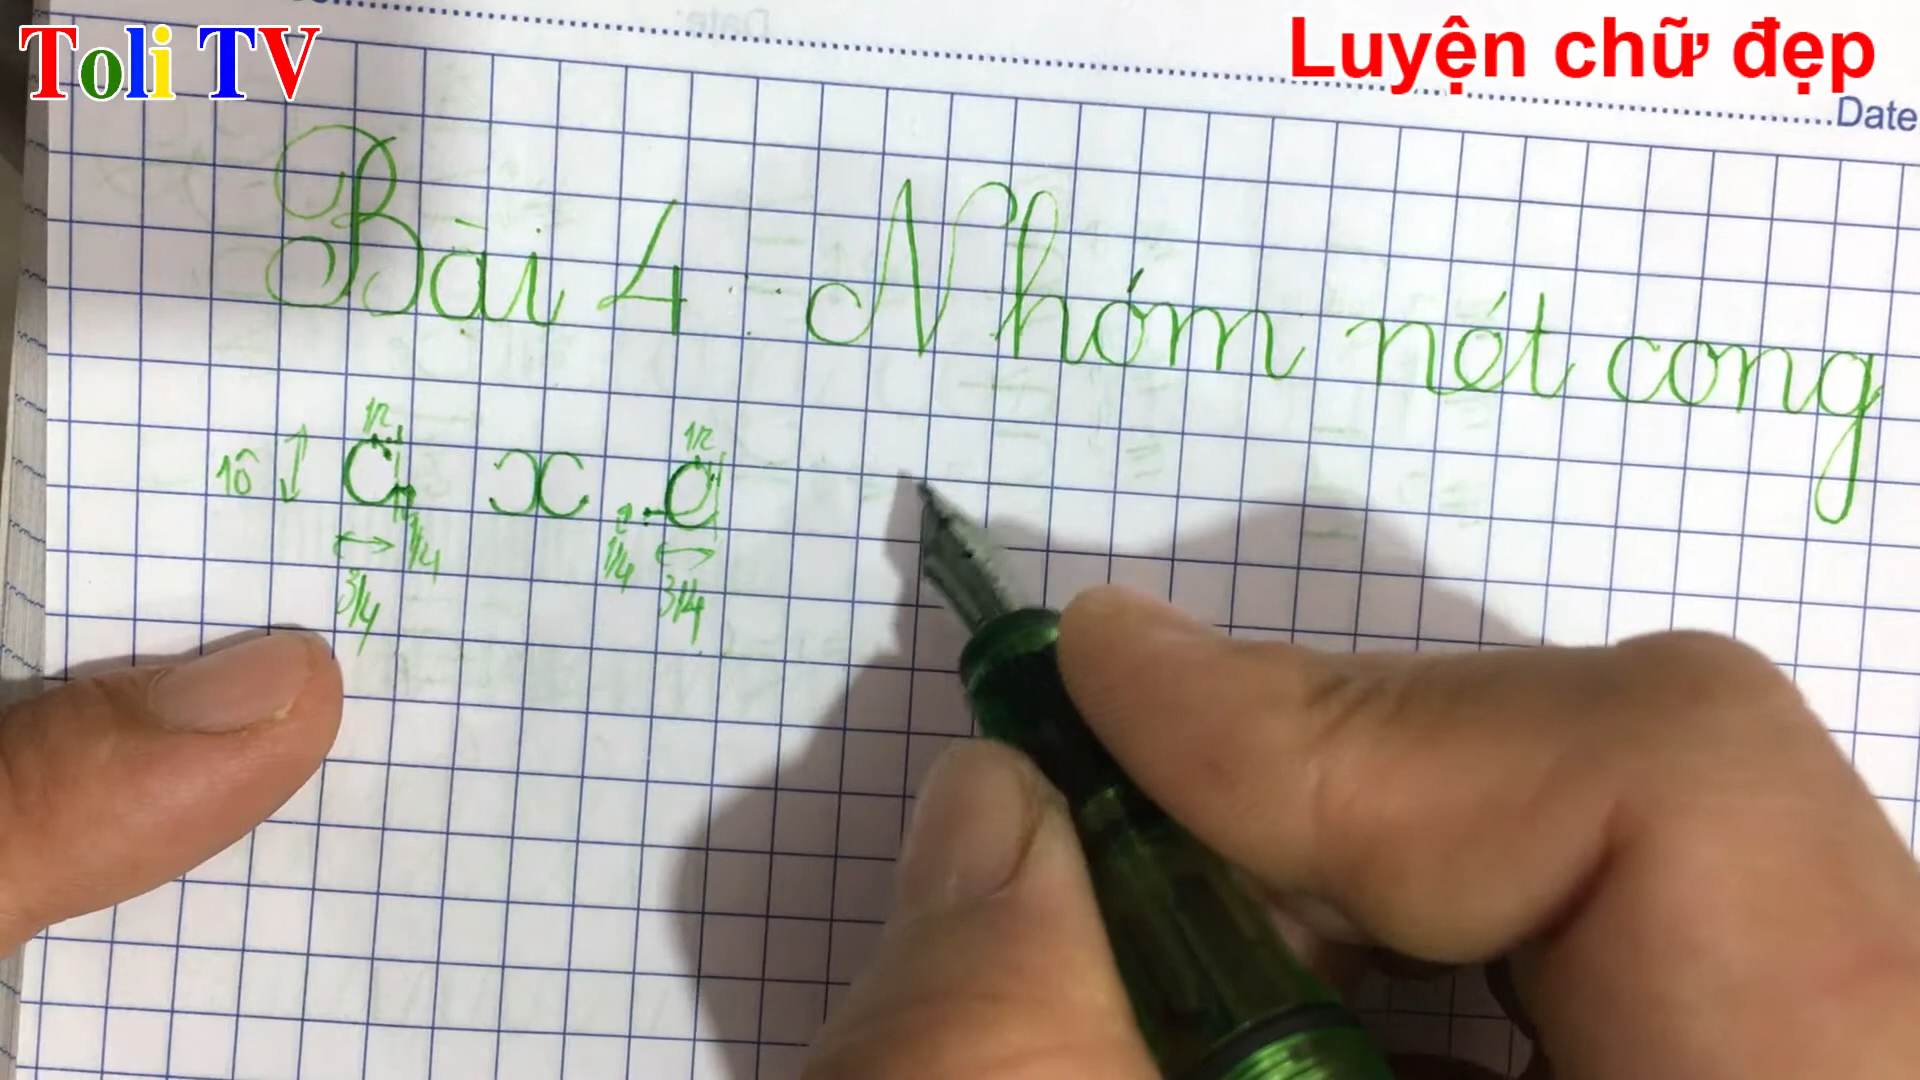 Toli TV
Luyện chữ đẹp
Date
Bài 4: Nhóm nét cong
1ô
1/2
1/4
3/4
1/2
1/4
3/4